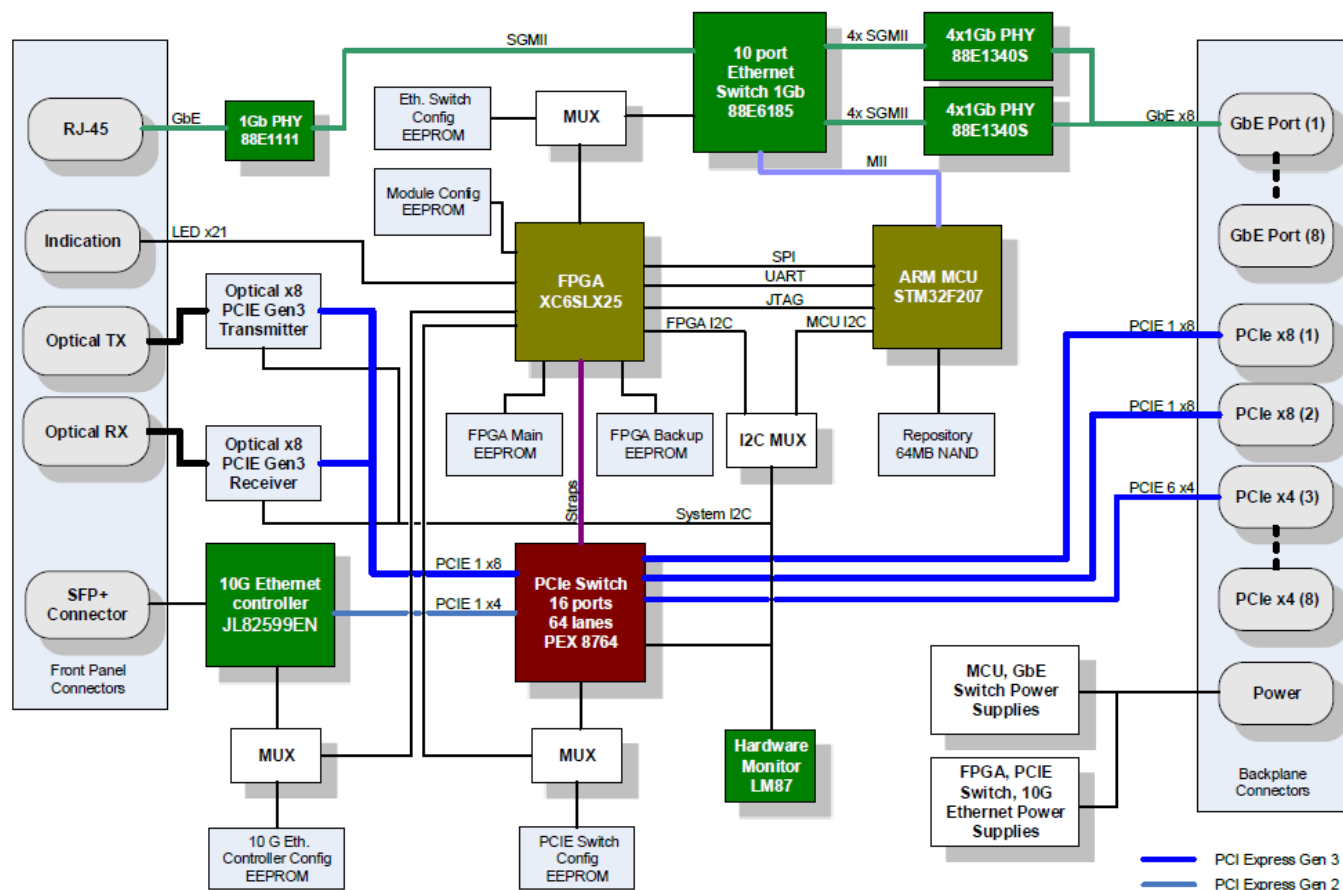 SGMII
10 port
Ethernet
Switch 1Gb
88E6185
4x SGMII
4x1Gb PHY
88E1340S
RJ-45
GbE
1Gb PHY
88E1111
Eth. Switch
Config
EEPROM
MUX
4x SGMII
4x1Gb PHY
88E1340S
GbE x8
GbE Port (1)
MII
Module Config
EEPROM
Indication
LED x21
GbE Port (8)
FPGA
XC6SLX25
SPI
UART
JTAG
ARM MCU
STM32F207
Optical TX
Optical x8
PCIE Gen3
Transmitter
FPGA I2C
MCU I2C
PCIE 1 x8
PCIe x8 (1)
Optical RX
Optical x8
PCIE Gen3
Receiver
FPGA Main
EEPROM
FPGA Backup
EEPROM
I2C MUX
Repository
64MB NAND
PCIE 1 x8
PCIe x8 (2)
Straps
System I2C
PCIE 6 x4
PCIe x4 (3)
SFP+
Connector
10G Ethernet
controller
JL82599EN
PCIE 1 x8
PCIE 1 x4
PCIe Switch
16 ports
64 lanes
PEX 8764
PCIe x4 (8)
Front Panel
Connectors
MCU, GbE
Switch Power
Supplies
Power
MUX
MUX
Hardware
Monitor
LM87
FPGA, PCIE
Switch, 10G
Ethernet Power
Supplies
Backplane
Connectors
10 G Eth.
Controller Config
EEPROM
PCIE Switch
Config
EEPROM
PCI Express Gen 3
PCI Express Gen 2